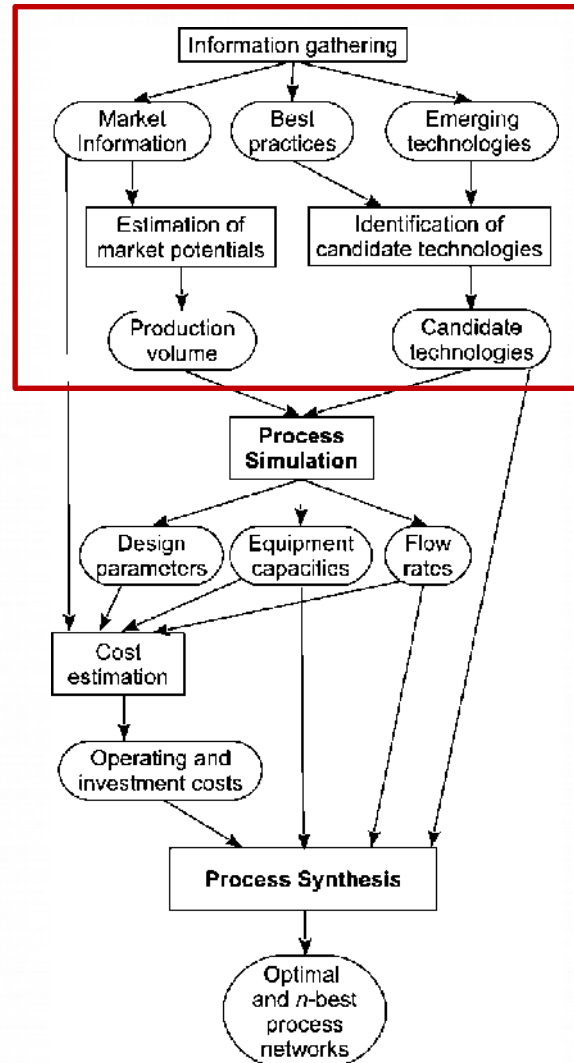 Information gathering
Market
Information
Best
practices
Emerging
technologies
Estimation of
market potentials
Identification of
candidate technologies
Production
volume
Candidate
technologies
Process
Simulation
Design
parameters
Equipment
capacities
Flow
rates
Cost
estimation
Operating and
investment costs
Process Synthesis
Optimal
and n-best
process
networks